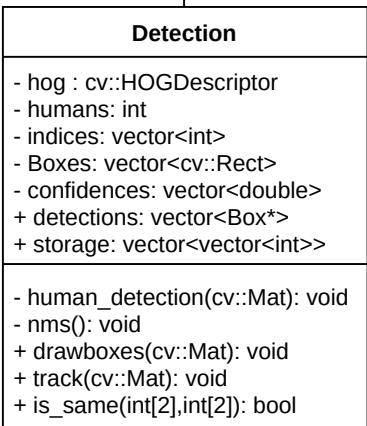 Detection
- hog : cv::HOGDescriptor
- humans: int
- indices: vector<int>
- Boxes: vector<cv::Rect>
- confidences: vector<double>
+ detections: vector<Box*>
+ storage: vector<vector<int>>
- human_detection(cv::Mat): void
- nms(): void
+ drawboxes(cv::Mat): void
+ track(cv::Mat): void
+ is_same(int[2],int[2]): bool